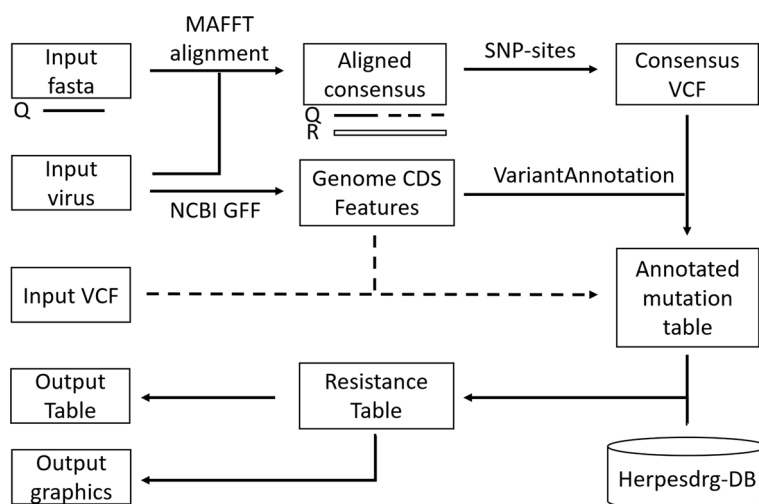 MAFFT
alignment
Input
fasta
Q
Aligned
consensus
Q
R
SNP-sites
Consensus
VCF
Input
virus
NCBI GFF
Genome CDS
Features
VariantAnnotation
Input VCF
Annotated
mutation
table
Output
Table
Resistance
Table
Output
graphics
Herpesdrg-DB